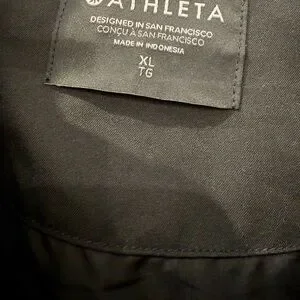 ATHLETA
DESIGNED IN SAN FRANCISCO
CONÇU À SAN FRANCISCO
MADE IN INDONESIA
XL
TG